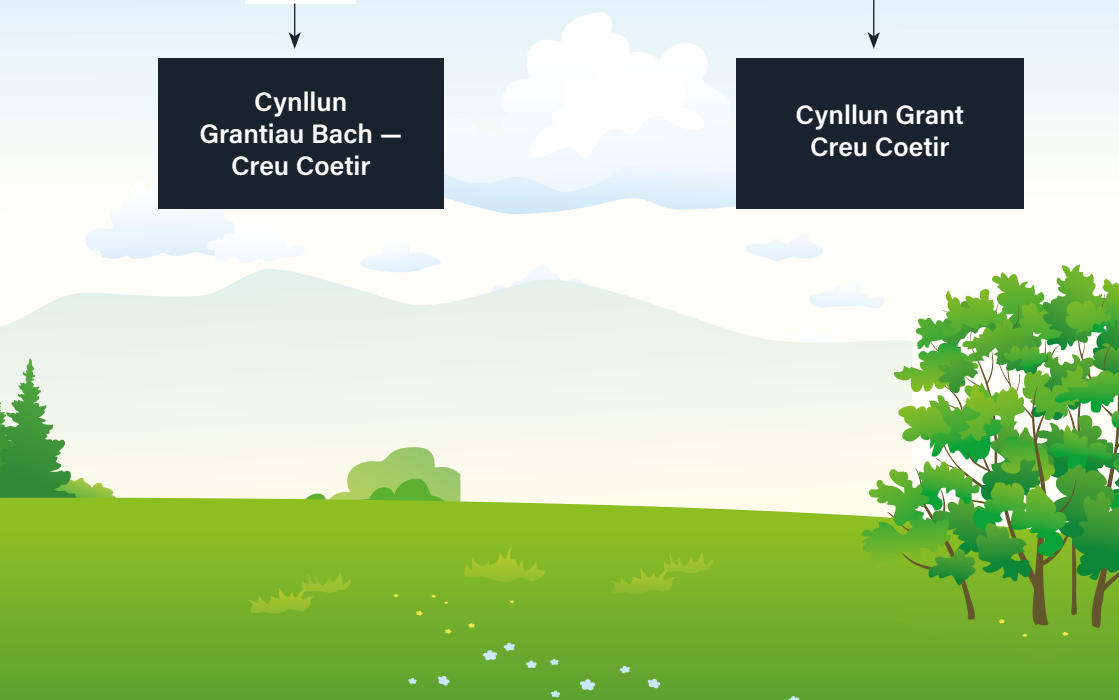 Cynllun
Grantiau Bach —
Creu Coetir
Cynllun Grant
Creu Coetir